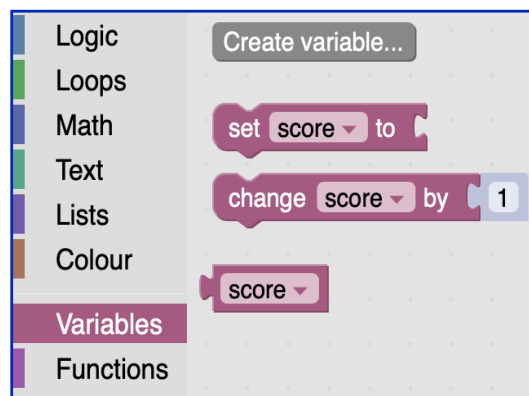 Logic
Loops
Math
Text
Lists
Colour
Variables
Functions
Create variable...
set score to
change score by 1
score